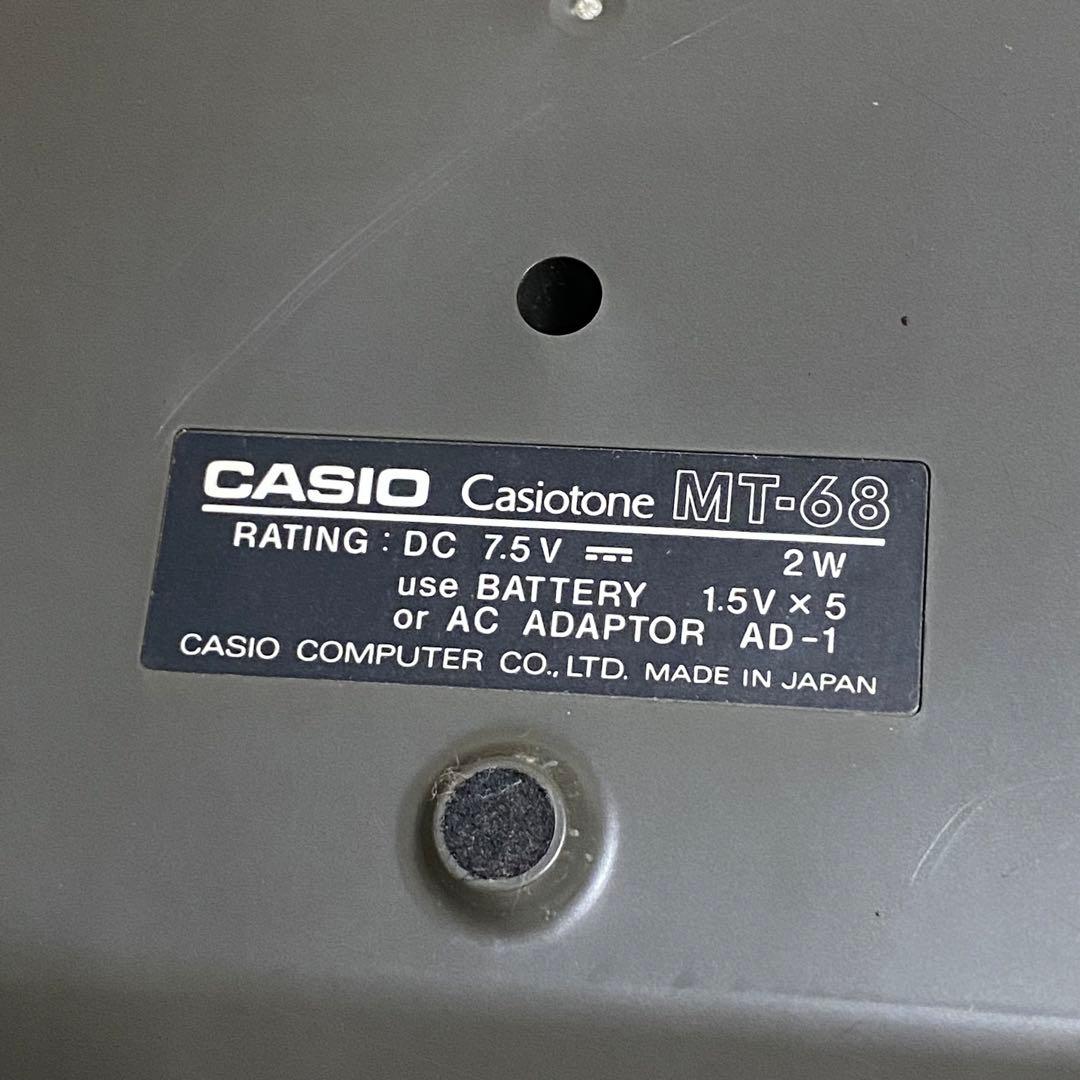 CASIO Casiotone MT-68
RATING : DC 7.5V ⎓ 2W
use BATTERY 1.5V × 5
or AC ADAPTOR AD-1
CASIO COMPUTER CO., LTD. MADE IN JAPAN